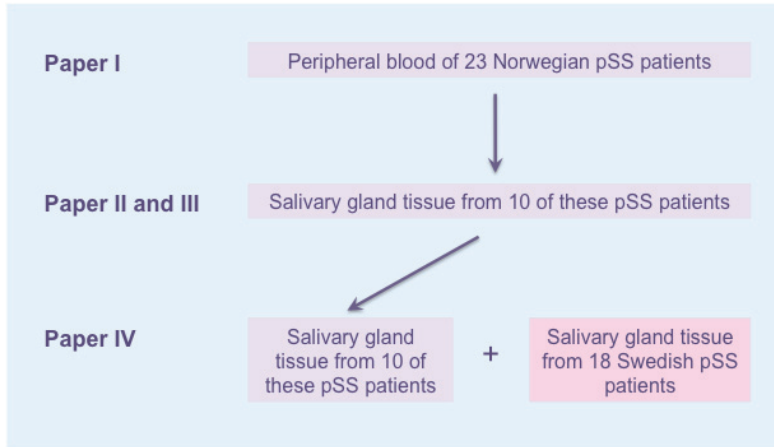 Paper I
Peripheral blood of 23 Norwegian pSS patients
Paper II and III
Salivary gland tissue from 10 of these pSS patients
Paper IV
Salivary gland
tissue from 10 of
these pSS patients
+
Salivary gland tissue
from 18 Swedish pSS
patients